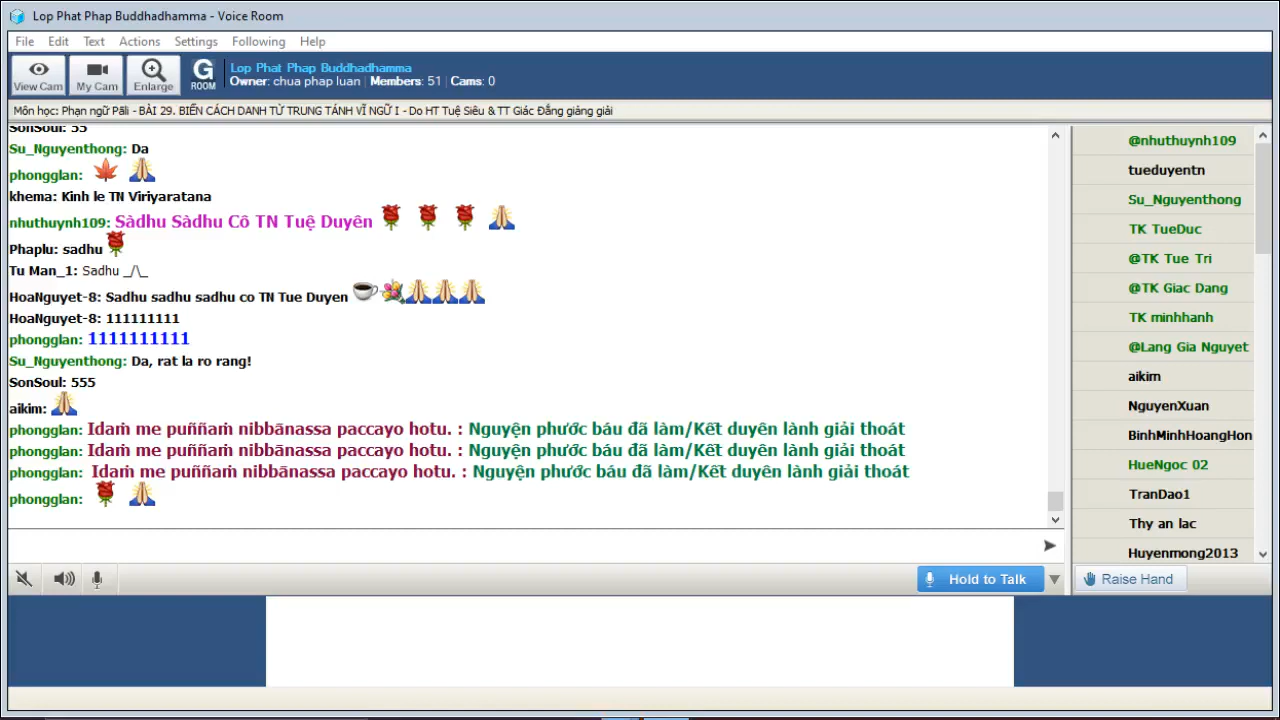 Lop Phat Phap Buddhadhamma - Voice Room
File Edit Text Actions Settings Following Help
View Cam My Cam Enlarge G ROOM
Lop Phat Phap Buddhadhamma
Owner: chua phap luan | Members: 51 | Cams: 0
Môn học: Phạn ngữ Pāli - BÀI 29. BIẾN CÁCH DANH TỪ TRUNG TÁNH VĨ NGỮ I - Do HT Tuệ Siêu & TT Giác Đẳng giảng giải
SonSoul: 55
Su_Nguyenthong: Da
phongglan:
khema: Kinh le TN Viriyaratana
nhuthuynh109: Sàdhu Sàdhu Cô TN Tuệ Duyên
Phaplu: sadhu
Tu Man_1: Sadhu _/\_
HoaNguyet-8: Sadhu sadhu sadhu co TN Tue Duyen
HoaNguyet-8: 111111111
phongglan: 1111111111
Su_Nguyenthong: Da, rat la ro rang!
SonSoul: 555
aikim:
phongglan: Idaṁ me puññaṁ nibbānassa paccayo hotu. : Nguyện phước báu đã làm/Kết duyên lành giải thoát
phongglan: Idaṁ me puññaṁ nibbānassa paccayo hotu. : Nguyện phước báu đã làm/Kết duyên lành giải thoát
phongglan: Idaṁ me puññaṁ nibbānassa paccayo hotu. : Nguyện phước báu đã làm/Kết duyên lành giải thoát
phongglan:
@nhuthuynh109
tueduyentn
Su_Nguyenthong
TK TueDuc
@TK Tue Tri
@TK Giac Dang
TK minhhanh
@Lang Gia Nguyet
aikim
NguyenXuan
BinhMinhHoangHon
HueNgoc 02
TranDao1
Thy an lac
Huyenmong2013
Hold to Talk
Raise Hand